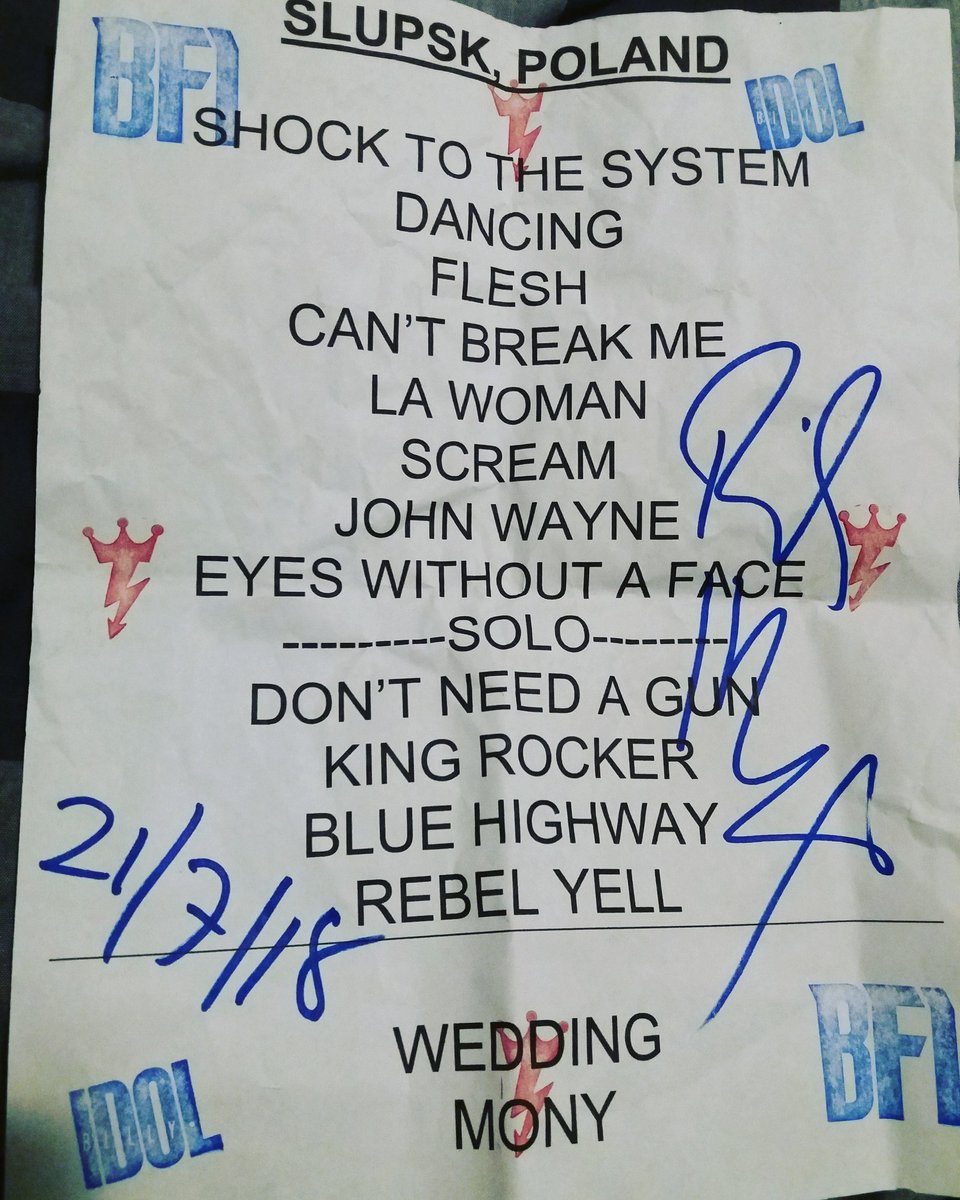 SLUPSK, POLAND
BFI
BILLY
IDOL
SHOCK TO THE SYSTEM
DANCING
FLESH
CAN'T BREAK ME
LA WOMAN
SCREAM
JOHN WAYNE
EYES WITHOUT A FACE
---------SOLO--------
DON'T NEED A GUN
KING ROCKER
BLUE HIGHWAY
REBEL YELL
21/7/18
WEDDING
MONY
BILLY
IDOL
BFI